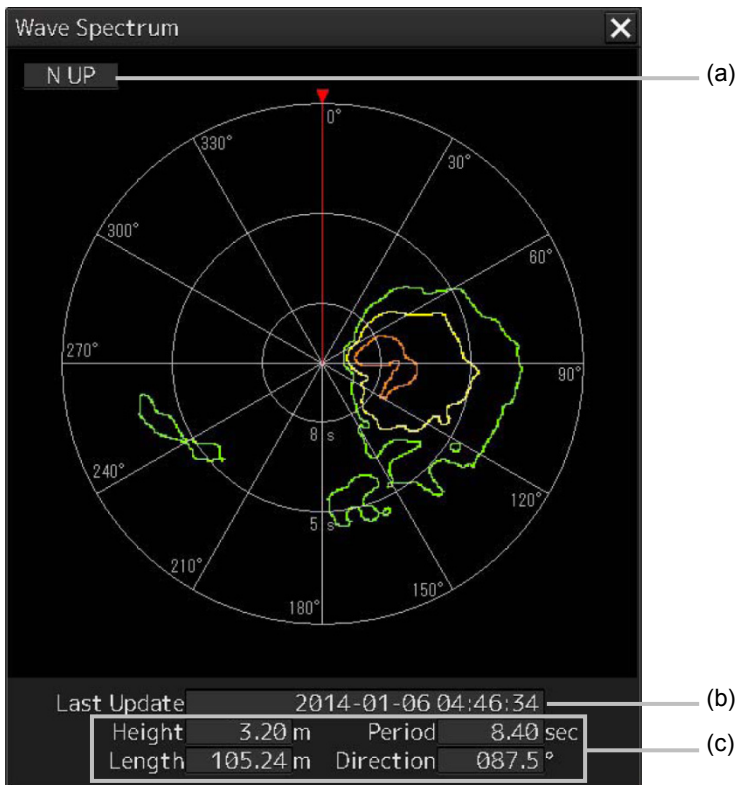 Wave Spectrum
N UP
(a)
0°
330°
30°
300°
60°
270°
90°
8 s
240°
120°
5 s
210°
150°
180°
Last Update 2014-01-06 04:46:34
(b)
Height 3.20 m Period 8.40 sec
(c)
Length 105.24 m Direction 087.5 °